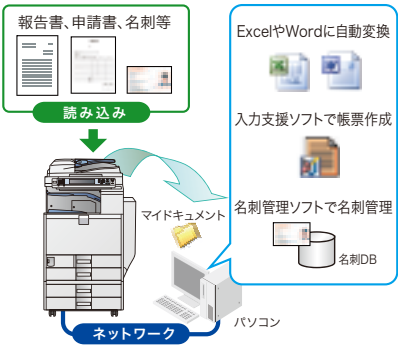 報告書、申請書、名刺等
読み込み
マイドキュメント
パソコン
ネットワーク
ExcelやWordに自動変換
入力支援ソフトで帳票作成
名刺管理ソフトで名刺管理
名刺DB